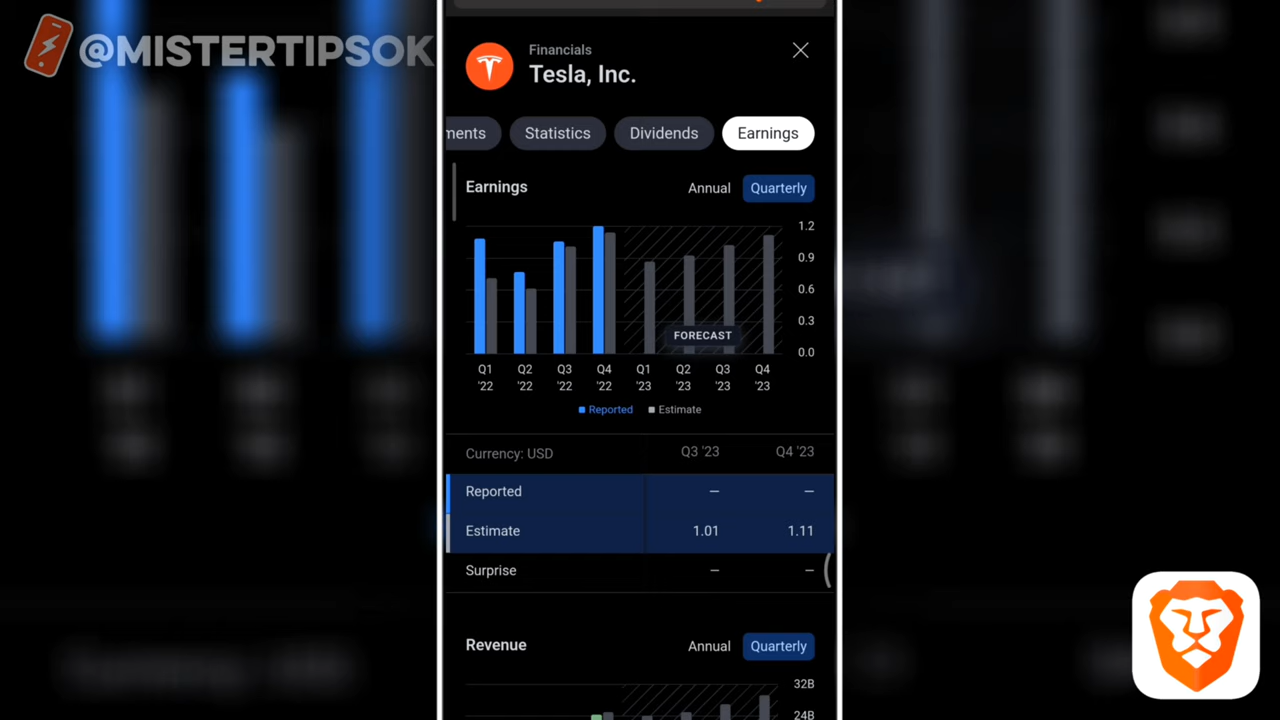 @MISTERTIPSOK
Financials
Tesla, Inc.
ments Statistics Dividends Earnings
Earnings Annual Quarterly
1.2
0.9
0.6
0.3
0.0
FORECAST
Q1 Q2 Q3 Q4 Q1 Q2 Q3 Q4
'22 '22 '22 '22 '23 '23 '23 '23
Reported Estimate
Currency: USD Q3 '23 Q4 '23
Reported — —
Estimate 1.01 1.11
Surprise — —
Revenue Annual Quarterly
32B
24B